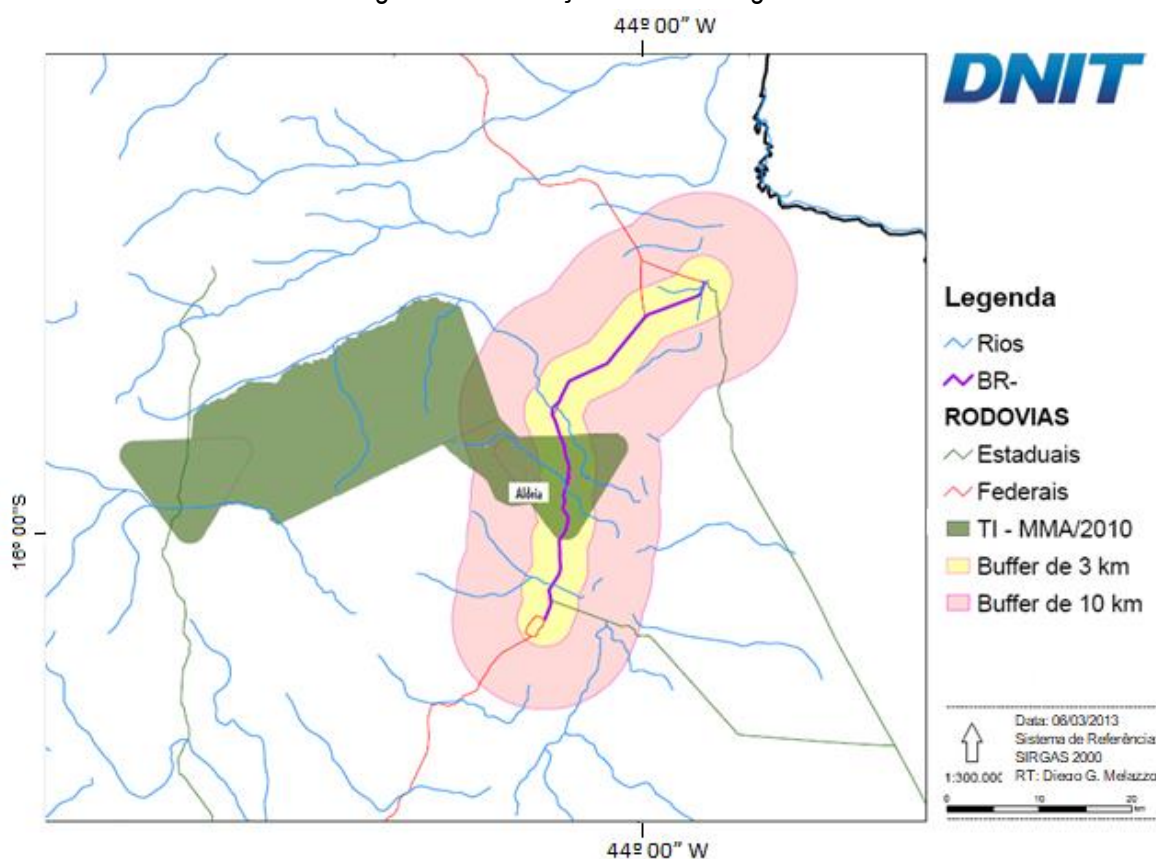 44º 00” W
DNIT
Legenda
Rios
BR-
RODOVIAS
Estaduais
Federais
TI - MMA/2010
Buffer de 3 km
Buffer de 10 km
Aldeia
16º 00"S
Data: 06/03/2013
Sistema de Referência
SIRGAS 2000
1:300.000
RT: Diego G. Melazzo
0 10 20
km
44º 00” W